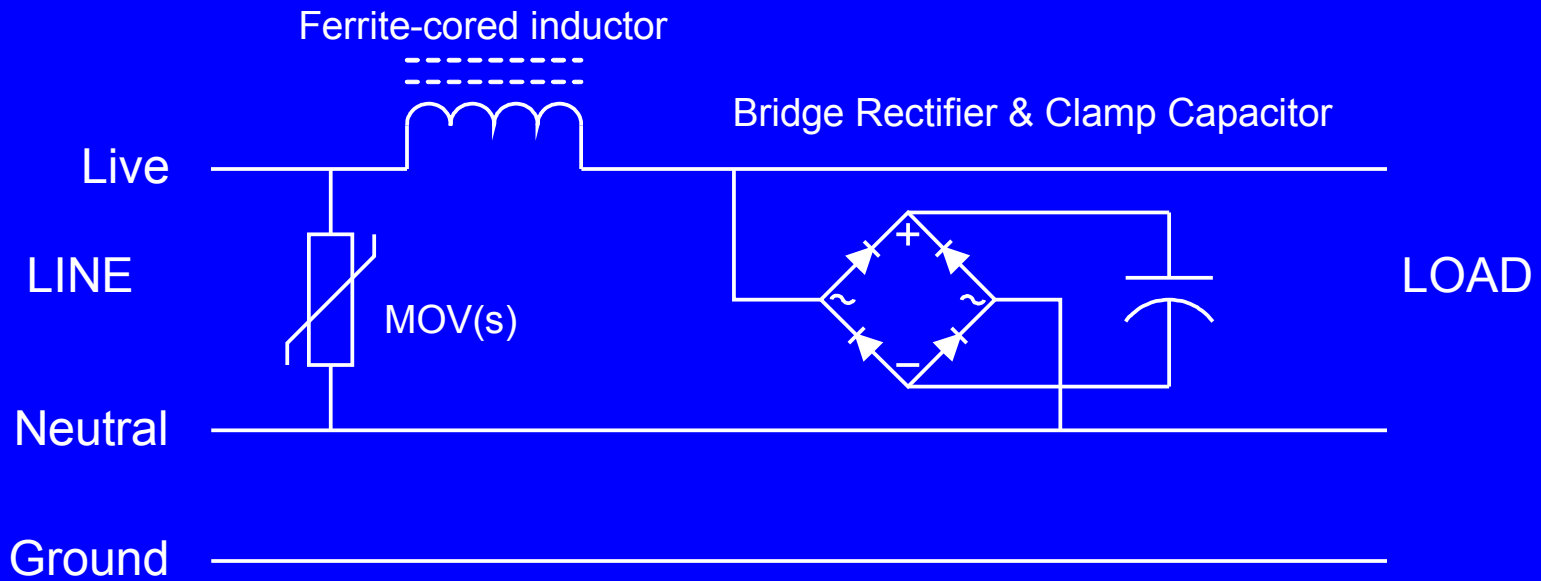 Ferrite-cored inductor
Bridge Rectifier & Clamp Capacitor
Live
+
LINE
LOAD
~ ~
MOV(s)
−
Neutral
Ground